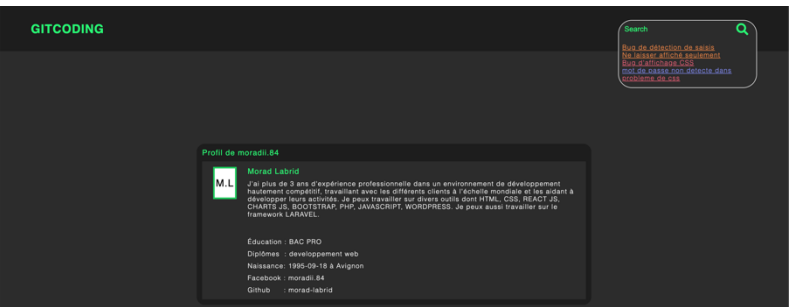 GITCODING
Search
Bug de détection de saisis
Ne laisser affiché seulement
Bug d'affichage CSS
mot de passe non detecte dans
probleme de css
Profil de moradii.84
M.L
Morad Labrid
J'ai plus de 3 ans d'expérience professionnelle dans un environnement de développement
hautement compétitif, travaillant avec les différents clients à l'échelle mondiale et les aidant à
développer leurs activités. Je peux travailler sur divers outils dont HTML, CSS, REACT JS,
CHARTS JS, BOOTSTRAP, PHP, JAVASCRIPT, WORDPRESS. Je peux aussi travailler sur le
framework LARAVEL.
Éducation : BAC PRO
Diplômes : developpement web
Naissance: 1995-09-18 à Avignon
Facebook : moradii.84
Github : morad-labrid